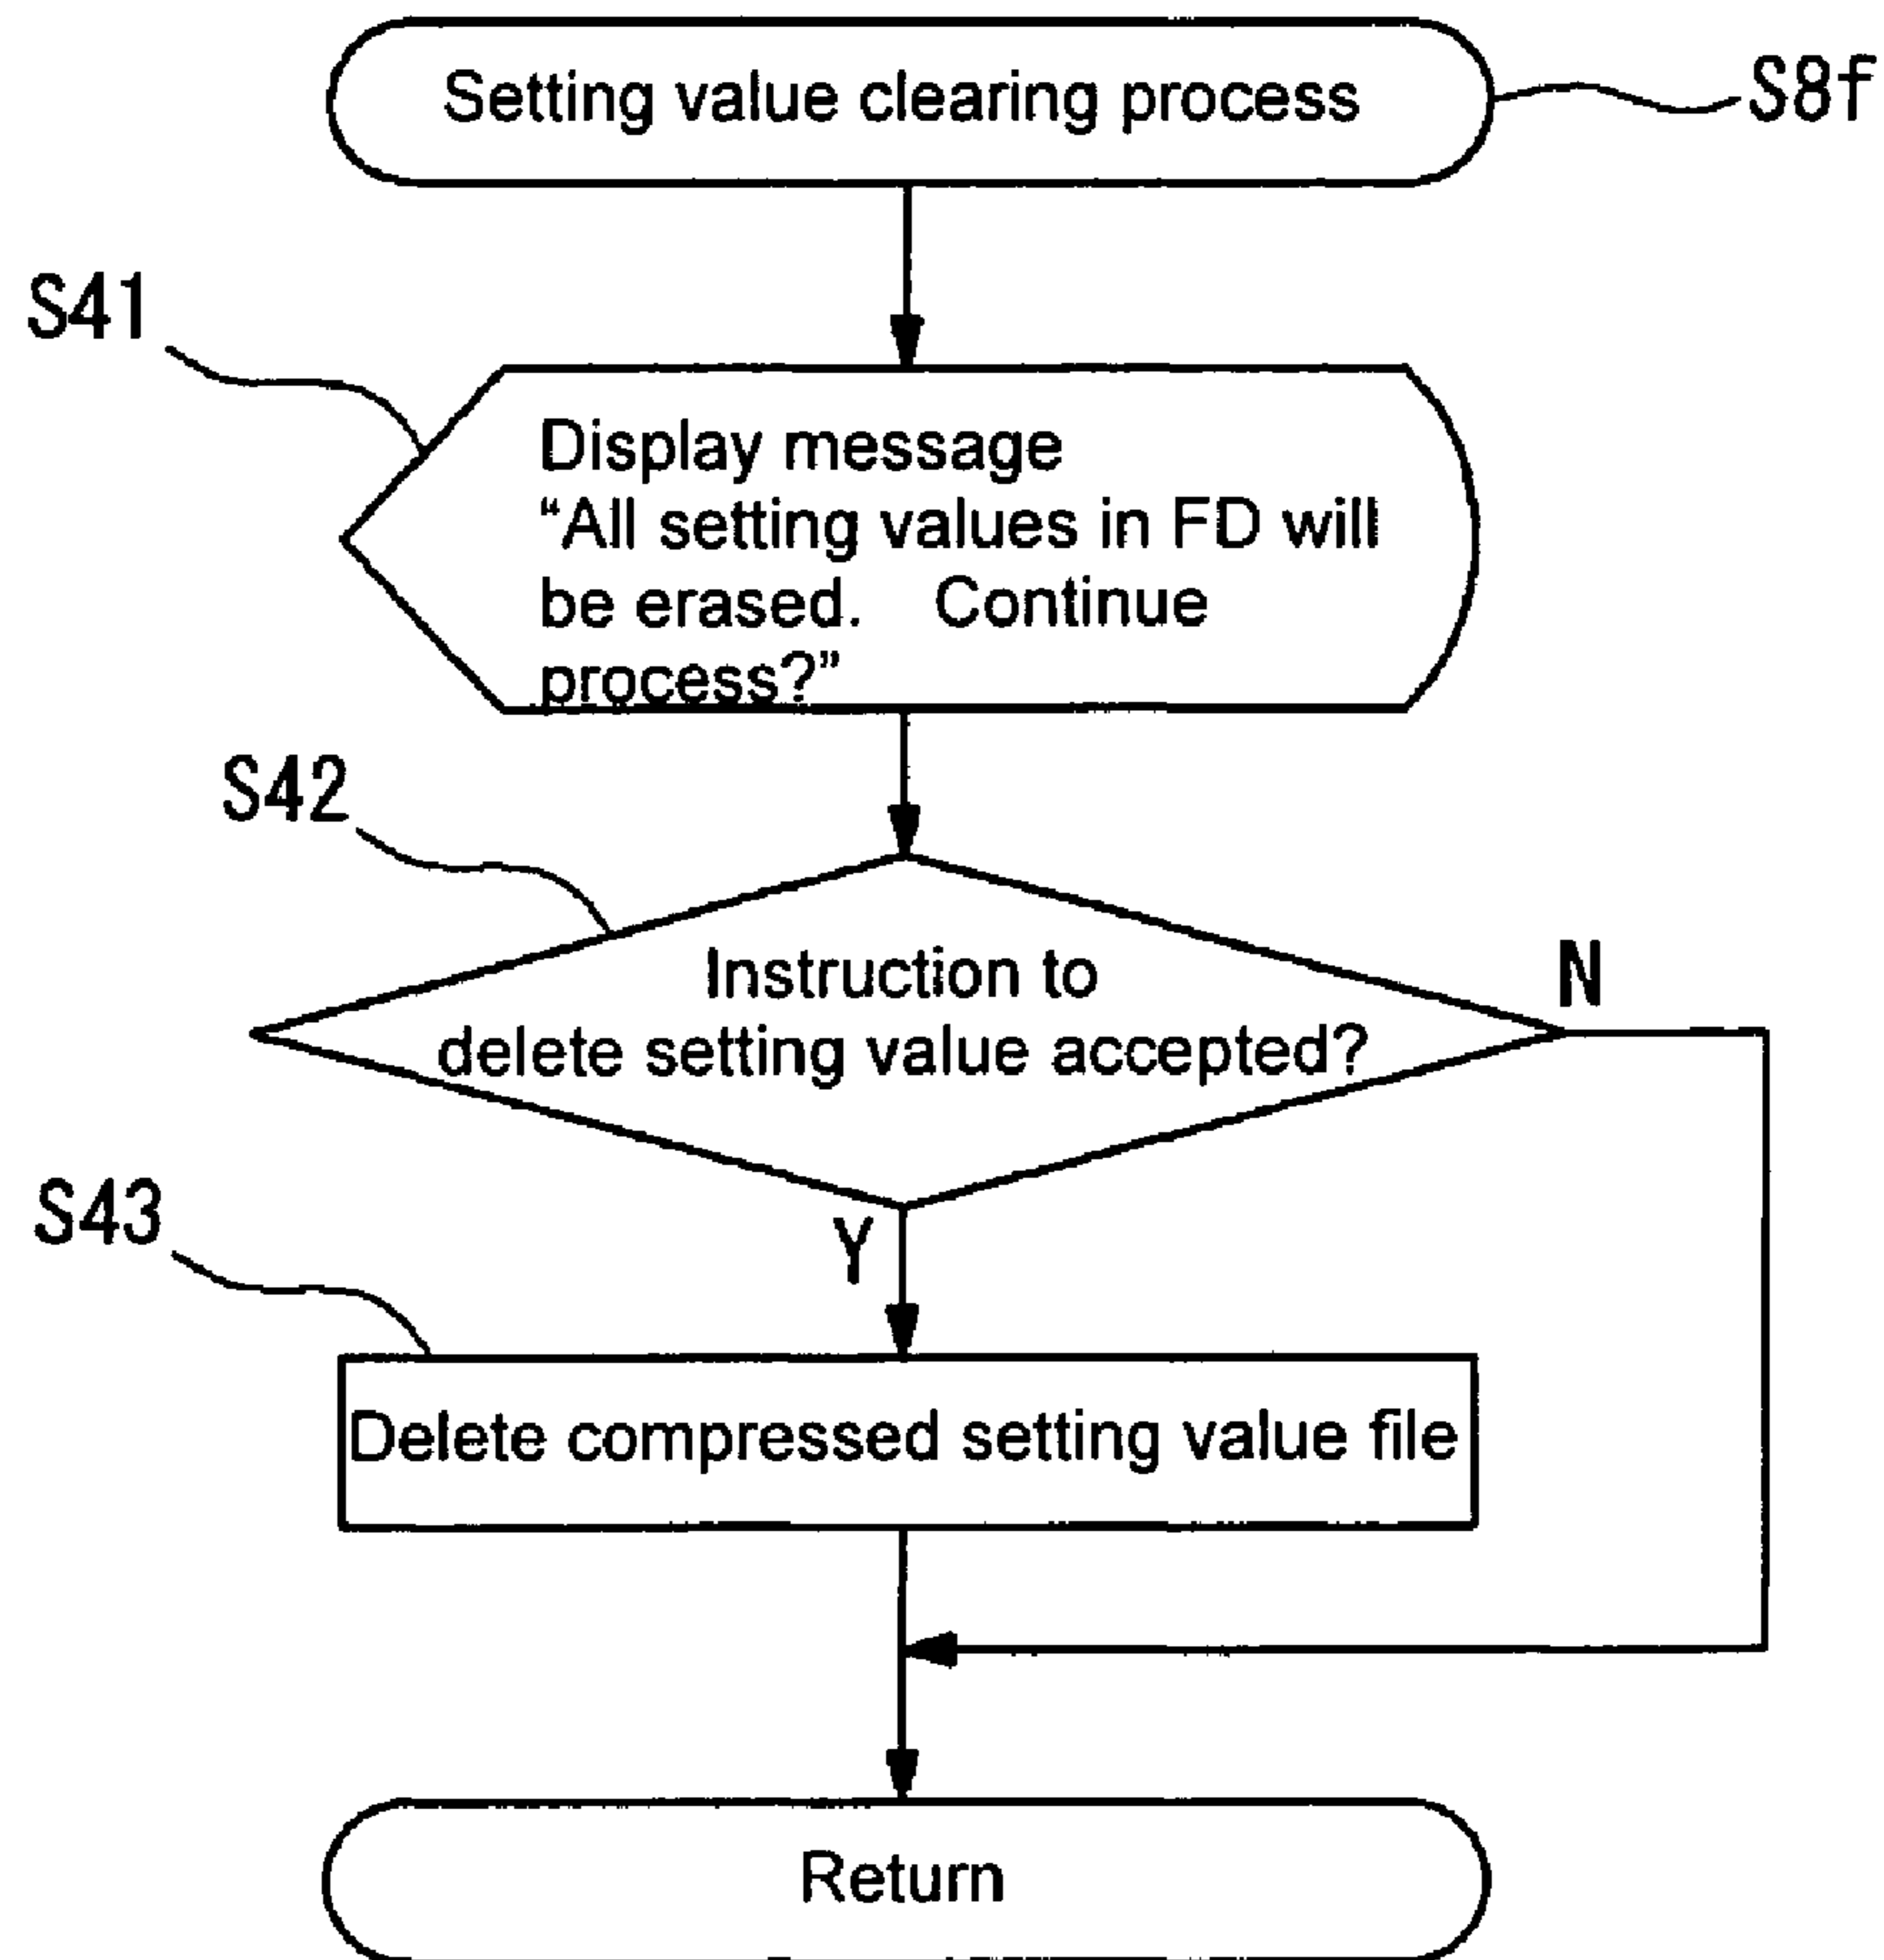 Setting value clearing process
S8f
S41
Display message
“All setting values in FD will
be erased. Continue
process?”
S42
Instruction to
delete setting value accepted?
N
Y
S43
Delete compressed setting value file
Return